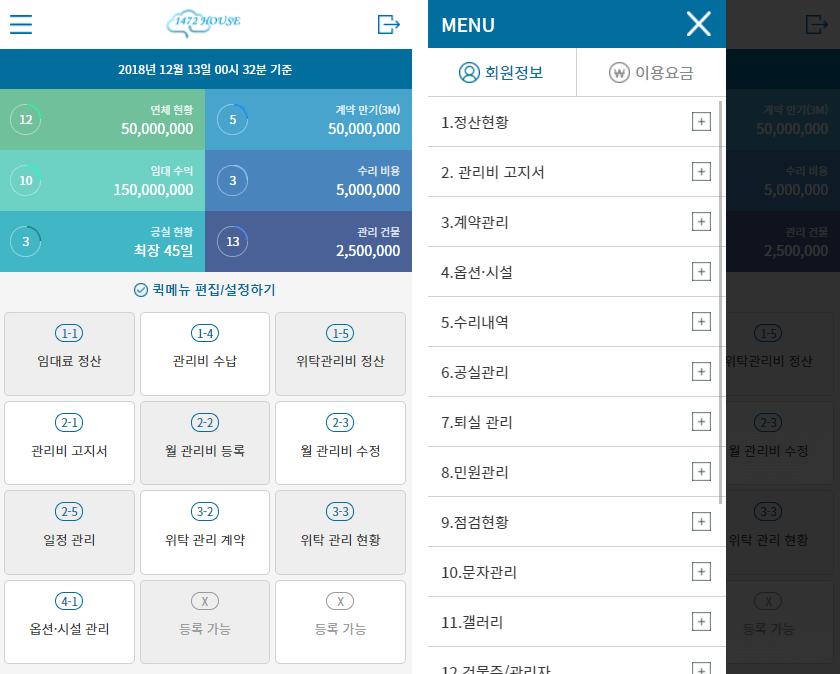 1472 HOUSE
2018년 12월 13일 00시 32분 기준
12 연체 현황 50,000,000
5 계약 만기(3M) 50,000,000
10 임대 수익 150,000,000
3 수리 비용 5,000,000
3 공실 현황 최장 45일
13 관리 건물 2,500,000
퀵메뉴 편집/설정하기
1-1
임대료 정산
1-4
관리비 수납
1-5
위탁관리비 정산
2-1
관리비 고지서
2-2
월 관리비 등록
2-3
월 관리비 수정
2-5
일정 관리
3-2
위탁 관리 계약
3-3
위탁 관리 현황
4-1
옵션·시설 관리
X
등록 가능
X
등록 가능
MENU
회원정보
₩ 이용요금
1.정산현황
2. 관리비 고지서
3.계약관리
4.옵션·시설
5.수리내역
6.공실관리
7.퇴실 관리
8.민원관리
9.점검현황
10.문자관리
11.갤러리
12.건물주/관리자
계약 만기(3M)
50,000,000
수리 비용
5,000,000
관리 건물
2,500,000
1-5
위탁관리비 정산
2-3
월 관리비 수정
3-3
위탁 관리 현황
X
등록 가능